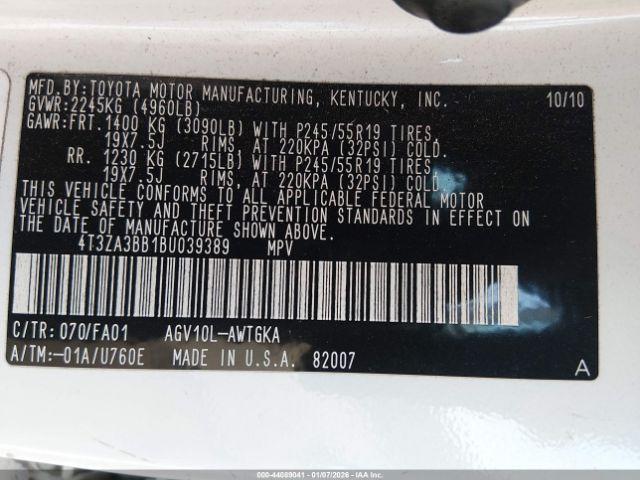 MFD.BY:TOYOTA MOTOR MANUFACTURING, KENTUCKY, INC. 10/10
GVWR:2245KG (4960LB)
GAWR:FRT. 1400 KG (3090LB) WITH P245/55R19 TIRES,
19X7.5J RIMS, AT 220KPA (32PSI) COLD.
RR. 1230 KG (2715LB) WITH P245/55R19 TIRES,
19X7.5J RIMS, AT 220KPA (32PSI) COLD.
THIS VEHICLE CONFORMS TO ALL APPLICABLE FEDERAL MOTOR
VEHICLE SAFETY AND THEFT PREVENTION STANDARDS IN EFFECT ON
THE DATE OF MANUFACTURE SHOWN ABOVE.
4T3ZA3BB1BU039389 MPV
C/TR: 070/FA01 AGV10L-AWTGKA
A/TM:-01A/U760E MADE IN U.S.A. 82007 A
000-44089041 - 01/07/2026 - COPYRIGHT IAA